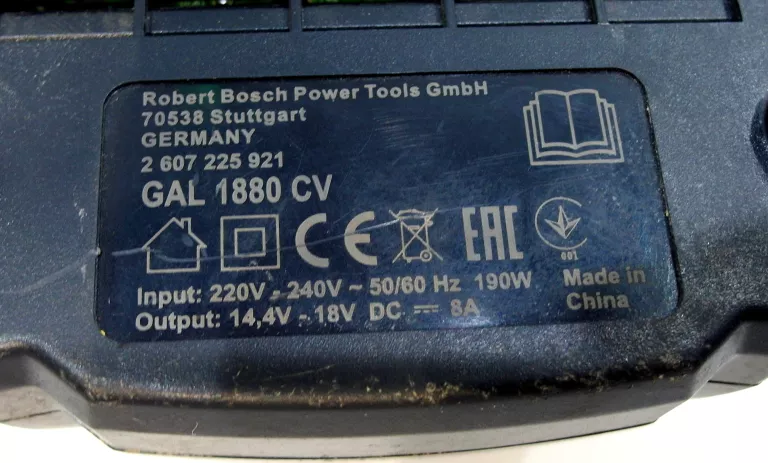 Robert Bosch Power Tools GmbH
70538 Stuttgart
GERMANY
2 607 225 921
GAL 1880 CV
CE EAC
001
Input: 220V - 240V ~ 50/60 Hz 190W
Output: 14,4V - 18V DC ⎓ 8A
Made in
China